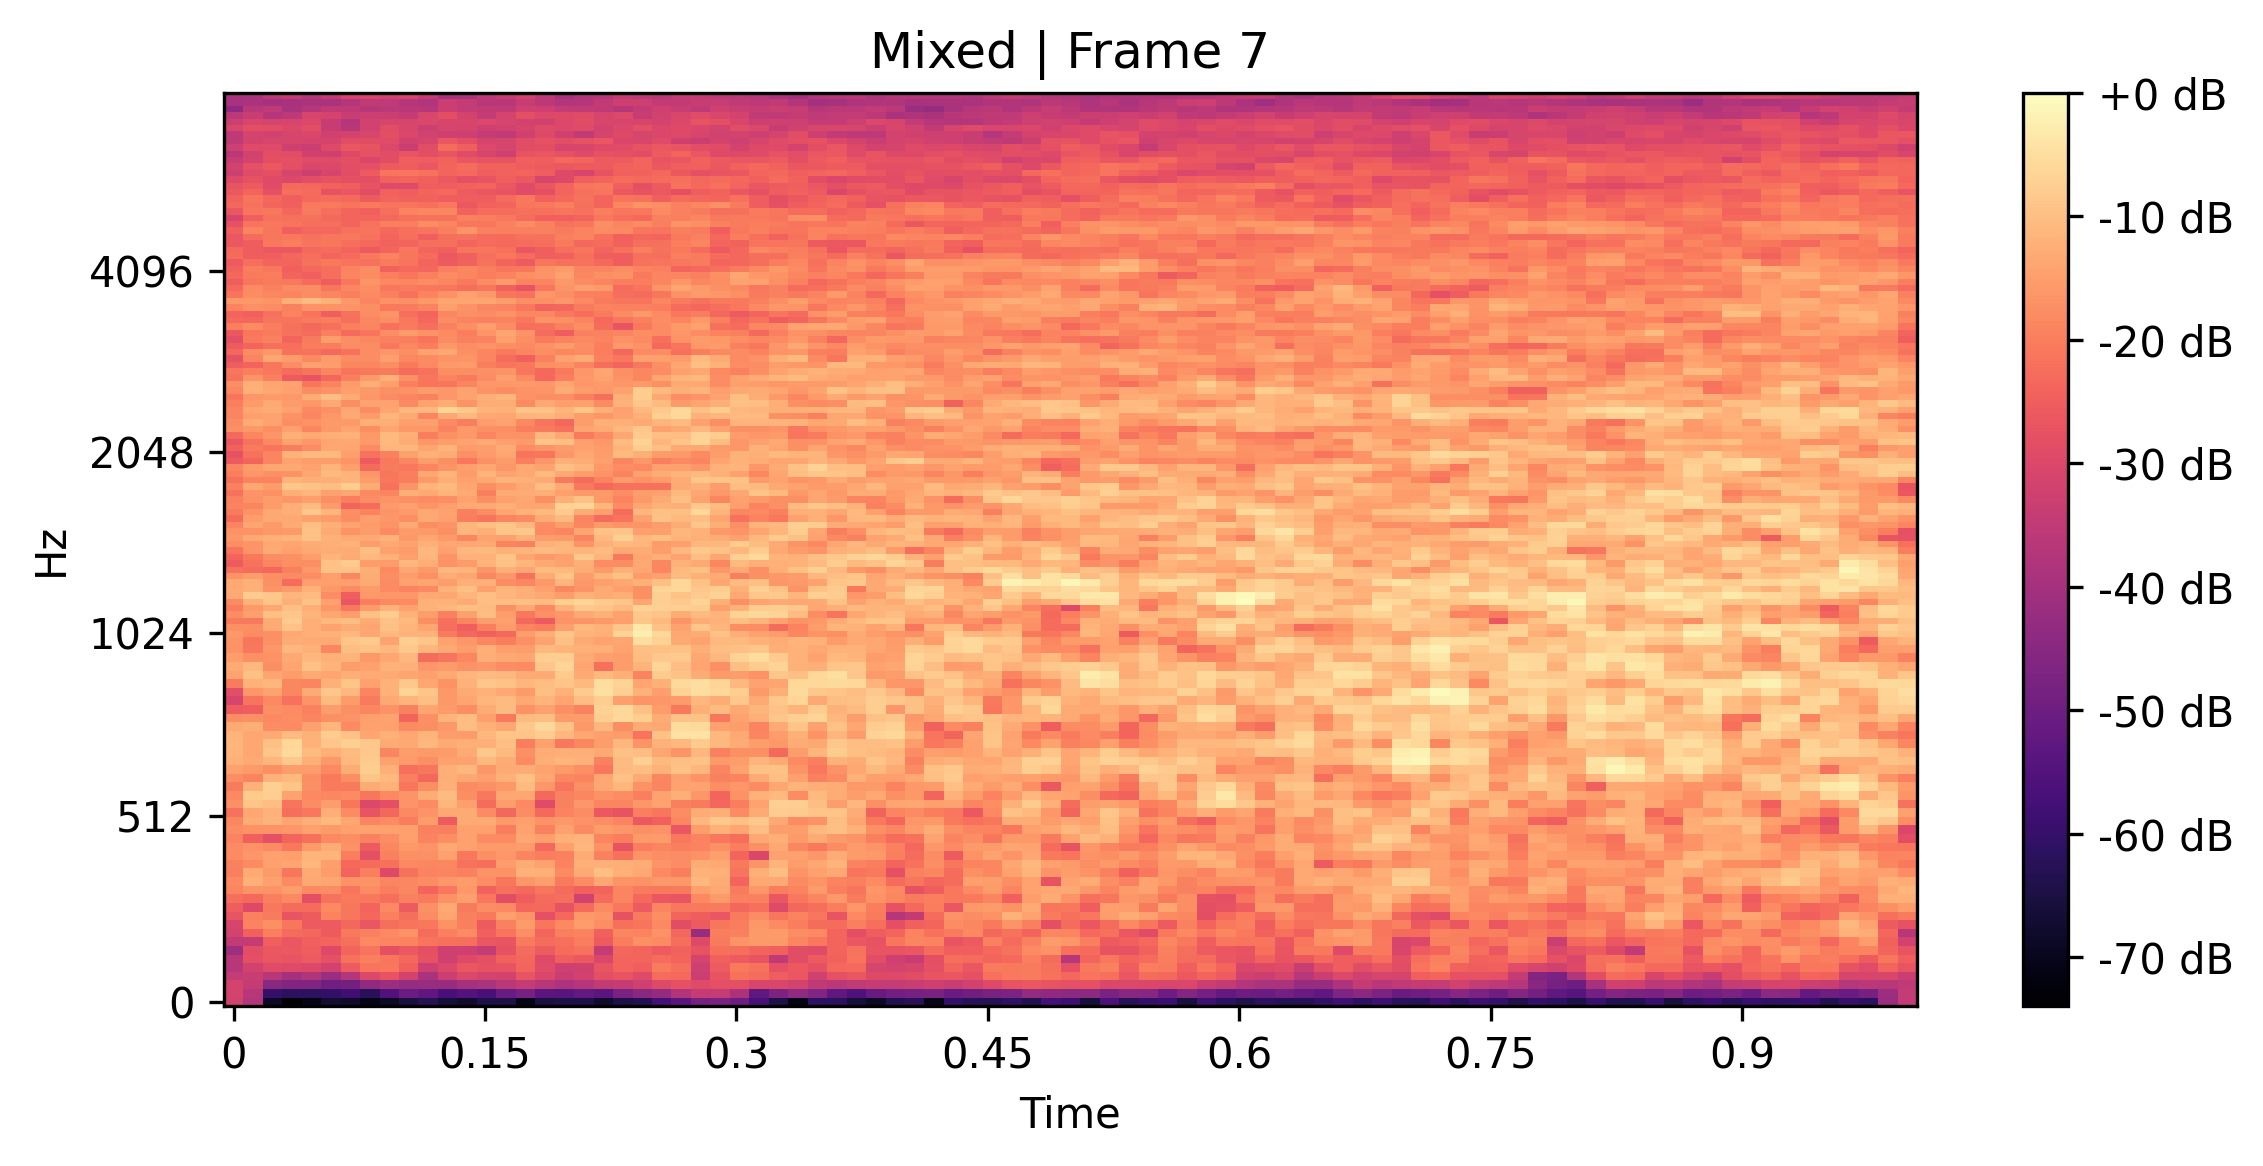 Mixed | Frame 7
Hz
4096
2048
1024
512
0
0 0.15 0.3 0.45 0.6 0.75 0.9
Time
+0 dB
-10 dB
-20 dB
-30 dB
-40 dB
-50 dB
-60 dB
-70 dB